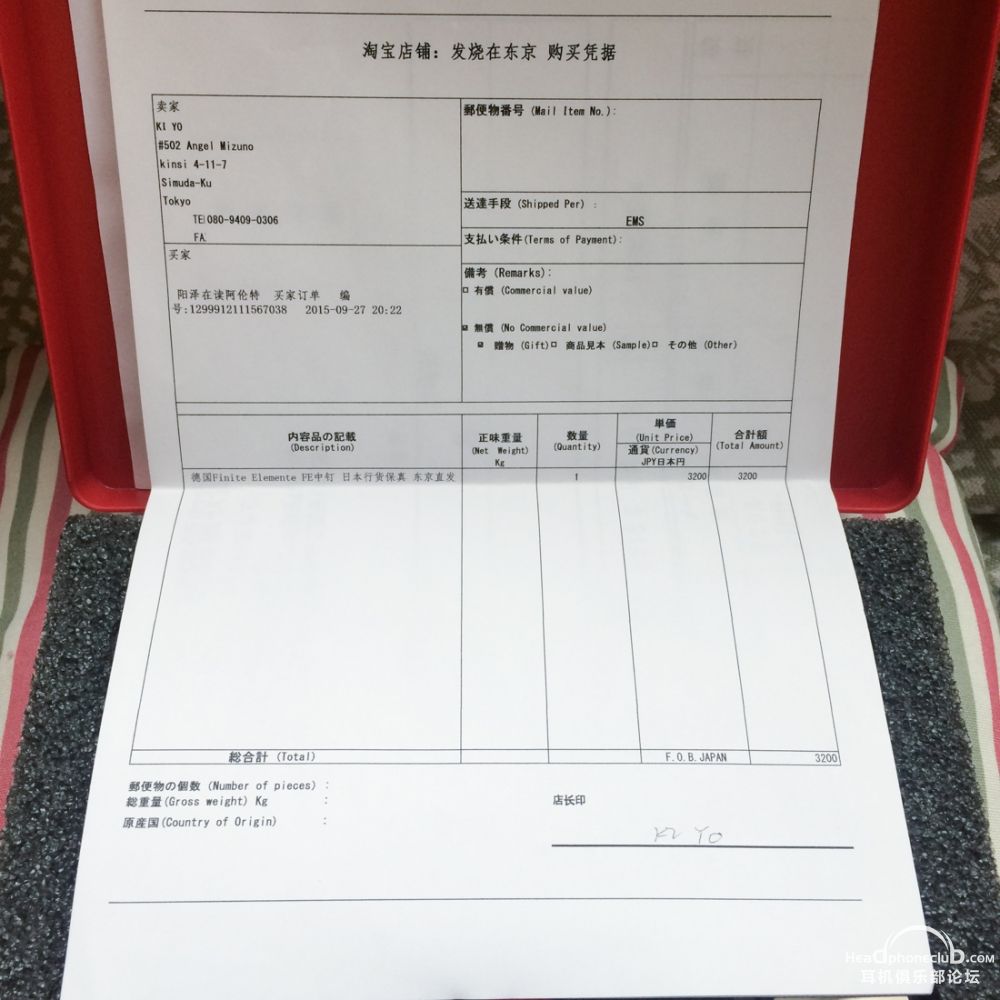 淘宝店铺：发烧在东京 购买凭据
卖家
KI YO
#502 Angel Mizuno
kinsi 4-11-7
Simuda-Ku
Tokyo
TEl080-9409-0306
FA
买家
阳泽在读阿伦特 买家订单 编
号:1299912111567038 2015-09-27 20:22
郵便物番号 (Mail Item No.):
送達手段 (Shipped Per) :
EMS
支払い条件(Terms of Payment):
備考 (Remarks):
□ 有償 (Commercial value)
☑ 無償 (No Commercial value)
☑ 贈物 (Gift)□ 商品見本 (Sample)□ その他 (Other)
内容品の記載
(Description)
正味重量
(Net Weight)
Kg
数量
(Quantity)
単価
(Unit Price)
通貨(Currency)
JPY日本円
合計額
(Total Amount)
德国Finite Elemente FE中钉 日本行货保真 东京直发 1 3200 3200
総合計 (Total) F.O.B.JAPAN 3200
郵便物の個数 (Number of pieces) :
総重量(Gross weight) Kg :
原産国(Country of Origin) :
店长印
KI YO
HeadphoneclubD.com
耳机俱乐部论坛